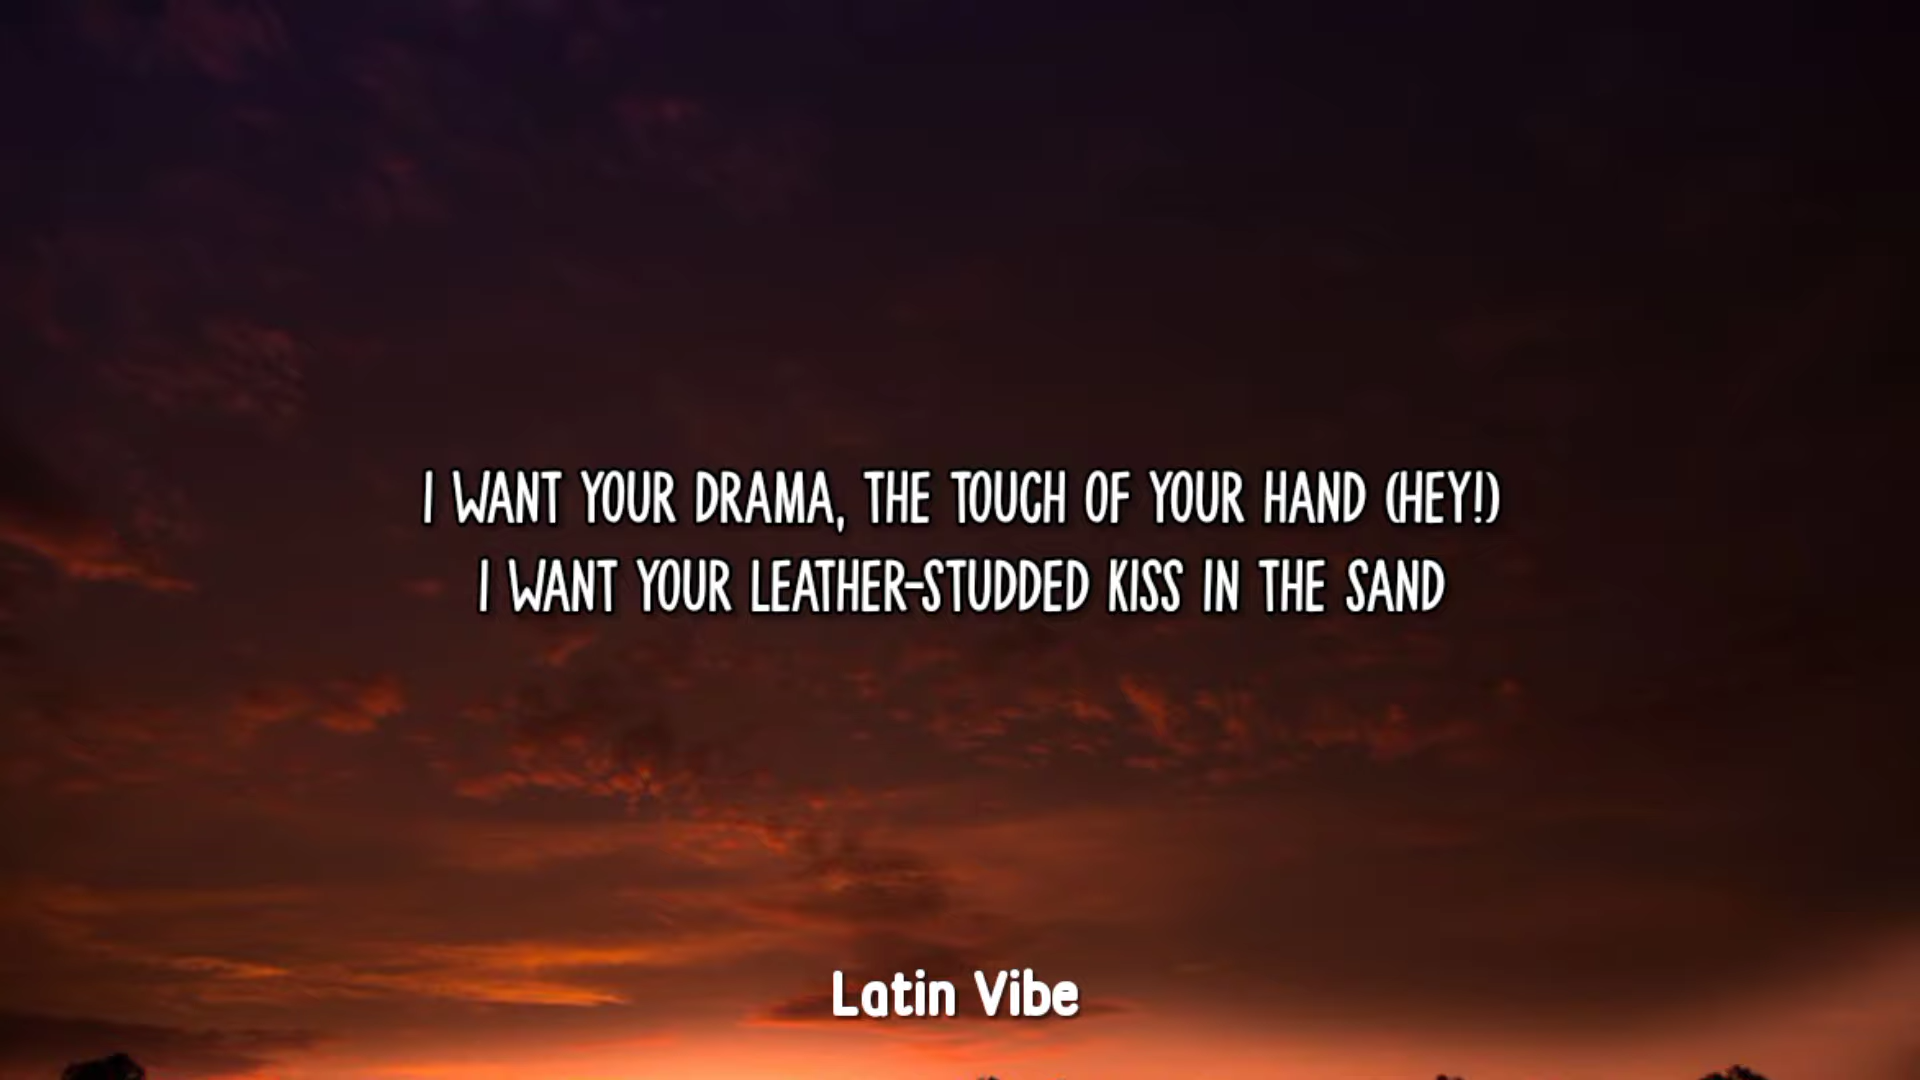 I WANT YOUR DRAMA, THE TOUCH OF YOUR HAND (HEY!)
I WANT YOUR LEATHER-STUDDED KISS IN THE SAND
Latin Vibe